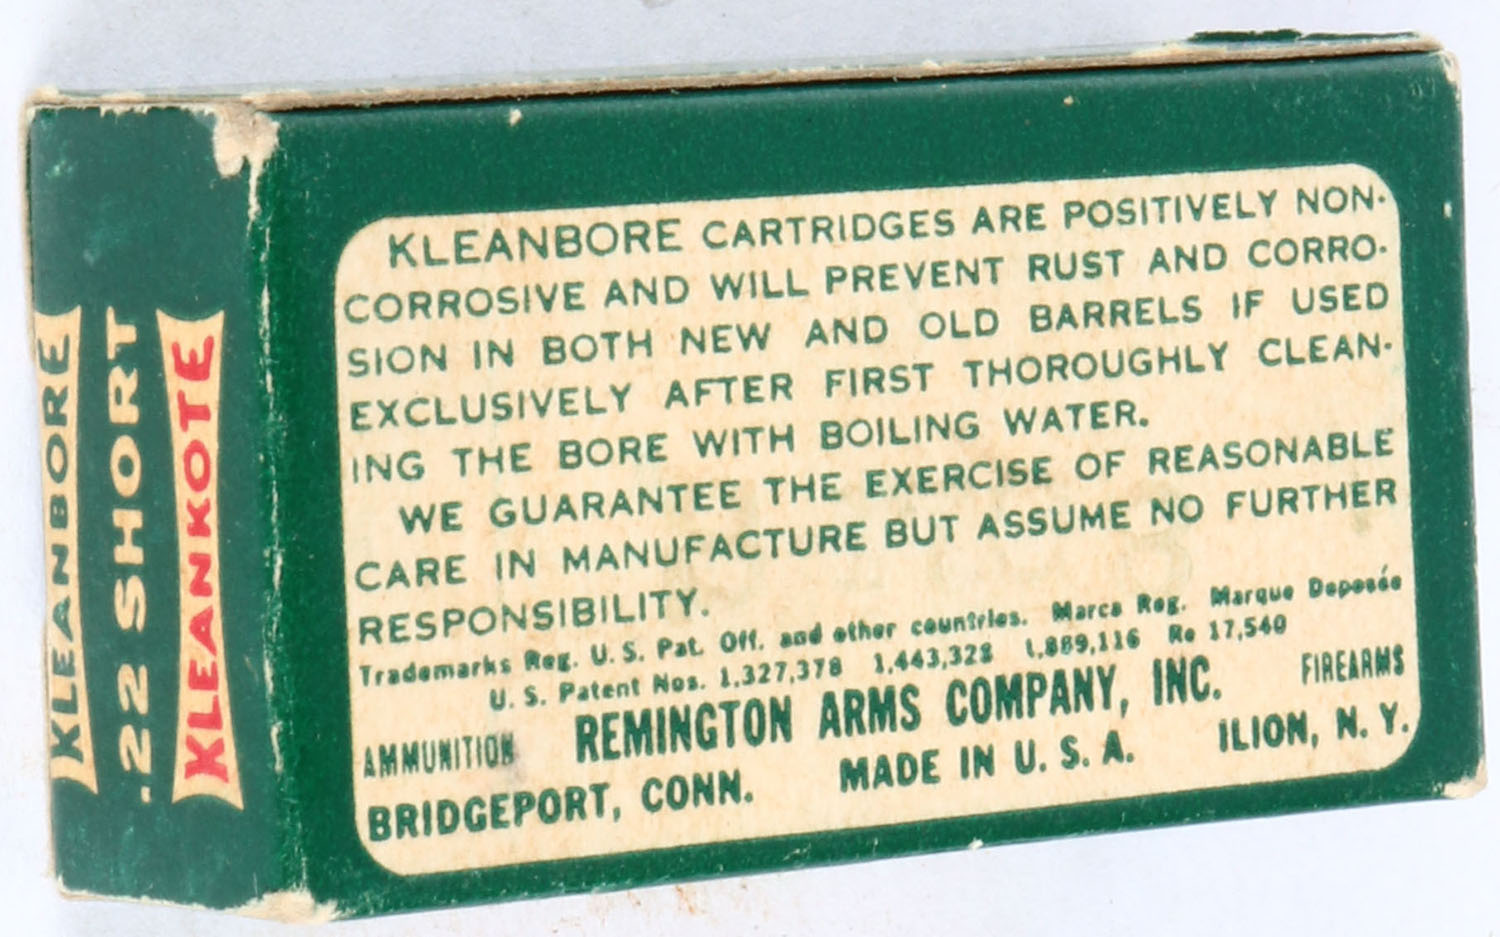 KLEANBORE
.22 SHORT
KLEANKOTE
KLEANBORE CARTRIDGES ARE POSITIVELY NON-
CORROSIVE AND WILL PREVENT RUST AND CORRO-
SION IN BOTH NEW AND OLD BARRELS IF USED
EXCLUSIVELY AFTER FIRST THOROUGHLY CLEAN-
ING THE BORE WITH BOILING WATER.
WE GUARANTEE THE EXERCISE OF REASONABLE
CARE IN MANUFACTURE BUT ASSUME NO FURTHER
RESPONSIBILITY.
Trademarks Reg. U. S. Pat. Off. and other countries. Marca Reg. Marque Deposée
U. S. Patent Nos. 1,327,378 1,443,328 1,889,116 Re 17,540
AMMUNITION REMINGTON ARMS COMPANY, INC. FIREARMS
BRIDGEPORT, CONN. MADE IN U. S. A. ILION, N. Y.